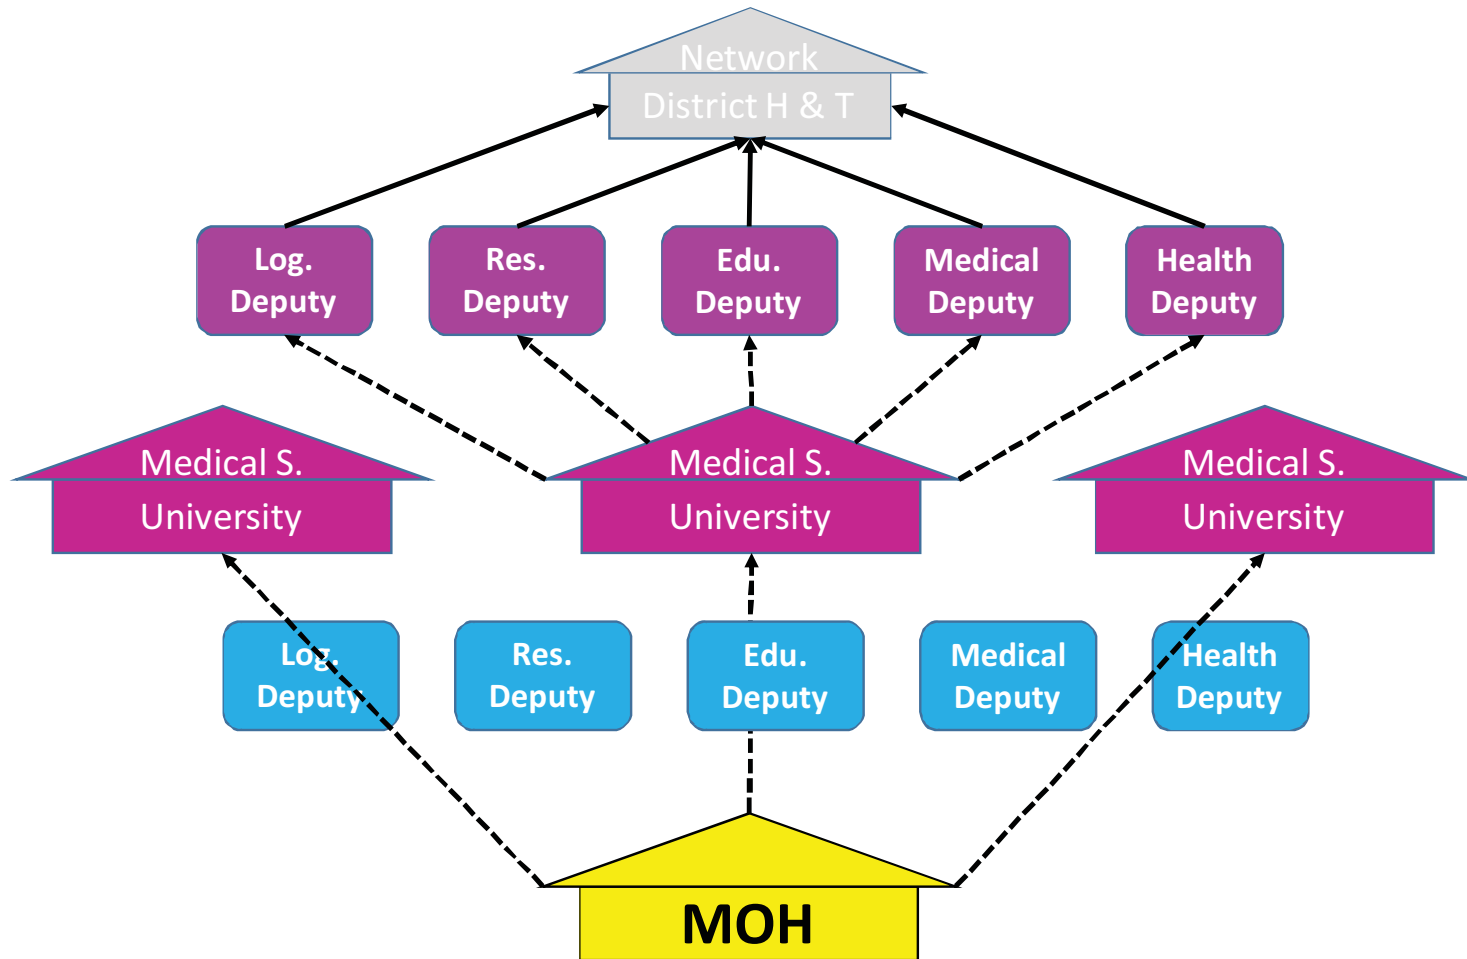 Network
District H & T
Log.
Deputy
Res.
Deputy
Edu.
Deputy
Medical
Deputy
Health
Deputy
Medical S.
University
Medical S.
University
Medical S.
University
Log.
Deputy
Res.
Deputy
Edu.
Deputy
Medical
Deputy
Health
Deputy
MOH